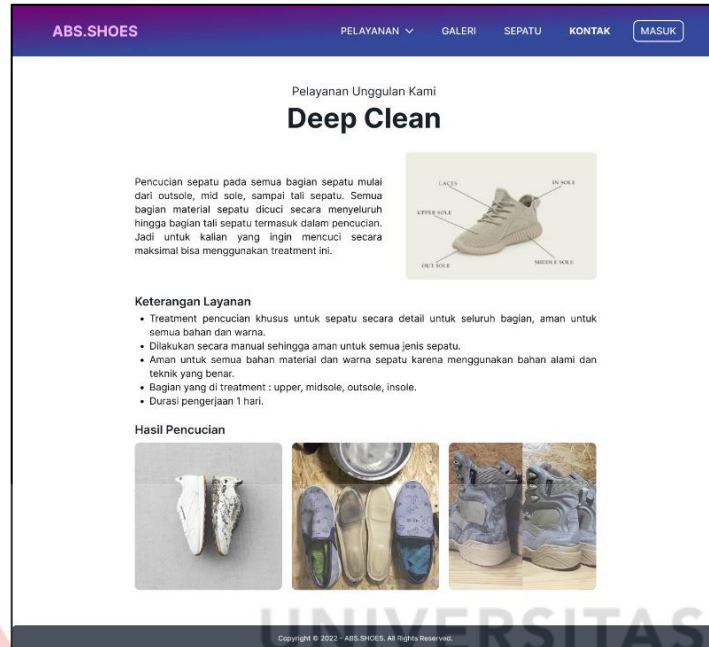 ABS.SHOES
PELAYANAN
GALERI
SEPATU
KONTAK
MASUK
Pelayanan Unggulan Kami
Deep Clean
Pencucian sepatu pada semua bagian sepatu mulai
dari outsole, mid sole, sampai tali sepatu. Semua
bagian material sepatu dicuci secara menyeluruh
hingga bagian tali sepatu termasuk dalam pencucian.
Jadi untuk kalian yang ingin mencuci secara
maksimal bisa menggunakan treatment ini.
LACES
IN SOLE
UPPER SOLE
OUT SOLE
MIDDLE SOLE
Keterangan Layanan
• Treatment pencucian khusus untuk sepatu secara detail untuk seluruh bagian, aman untuk
semua bahan dan warna.
• Dilakukan secara manual sehingga aman untuk semua jenis sepatu.
• Aman untuk semua bahan material dan warna sepatu karena menggunakan bahan alami dan
teknik yang benar.
• Bagian yang di treatment : upper, midsole, outsole, insole.
• Durasi pengerjaan 1 hari.
Hasil Pencucian
UNIVERSITAS
Copyright © 2022 - ABS.SHOES. All Rights Reserved.